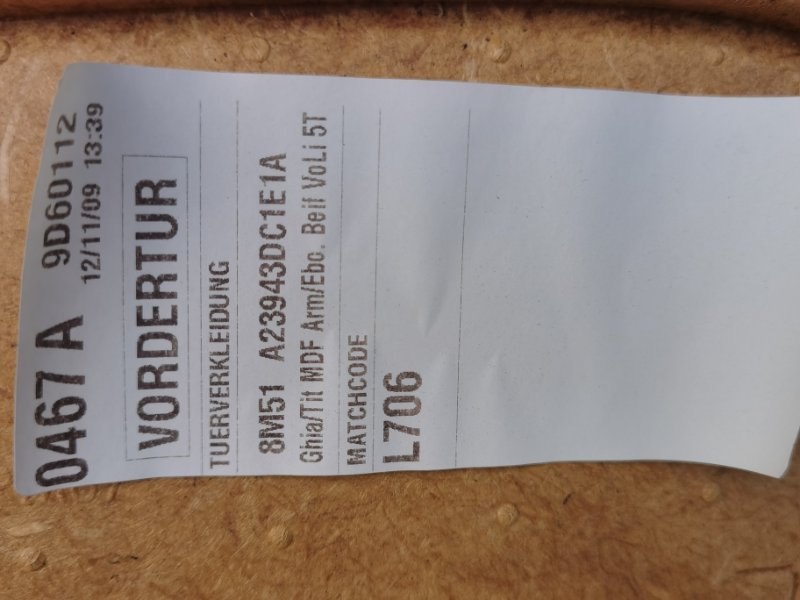 0467 A 9D60112
12/11/09 13:39
VORDERTUR
TUERVERKLEIDUNG
8M51 A23943DC1E1A
Ghia/Tit MDF Arm/Ebo. Beif VoLi 5T
MATCHCODE
L706